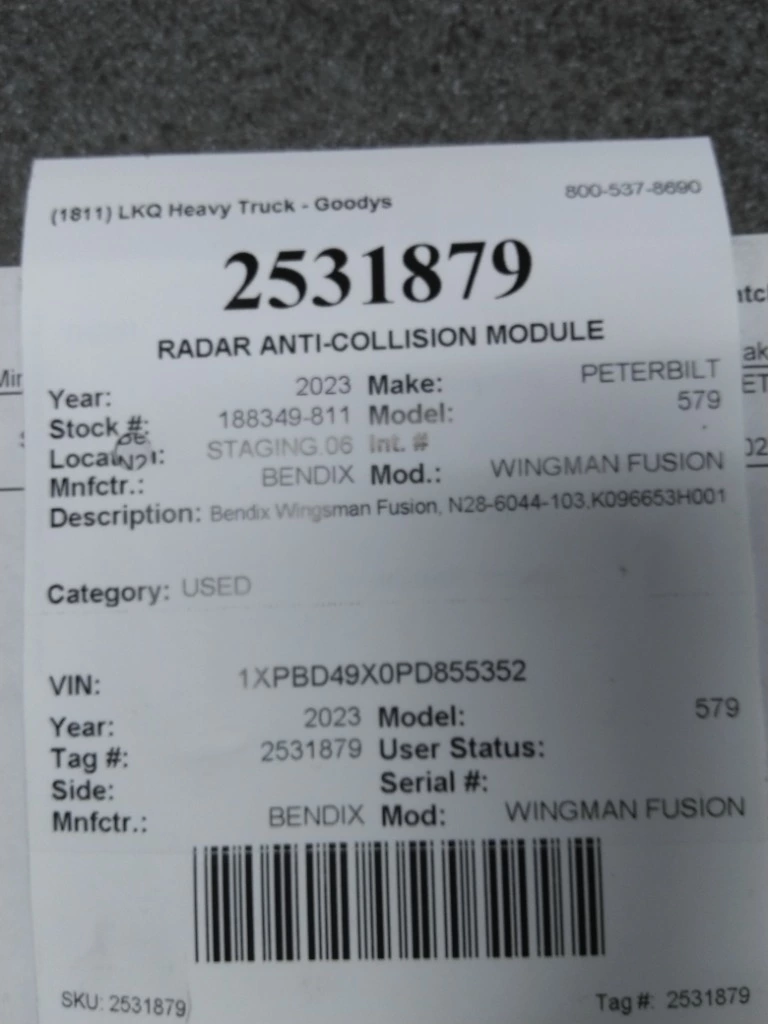 (1811) LKQ Heavy Truck - Goodys 800-537-8690
2531879
RADAR ANTI-COLLISION MODULE
Year: 2023 Make: PETERBILT
Stock #: 188349-811 Model: 579
STAGING.06 Int. #
Mnfctr.: BENDIX Mod.: WINGMAN FUSION
Description: Bendix Wingsman Fusion, N28-6044-103,K096653H001
Category: USED
VIN: 1XPBD49X0PD855352
Year: 2023 Model: 579
Tag #: 2531879 User Status:
Side: Serial #:
Mnfctr.: BENDIX Mod: WINGMAN FUSION
SKU: 2531879 Tag #: 2531879